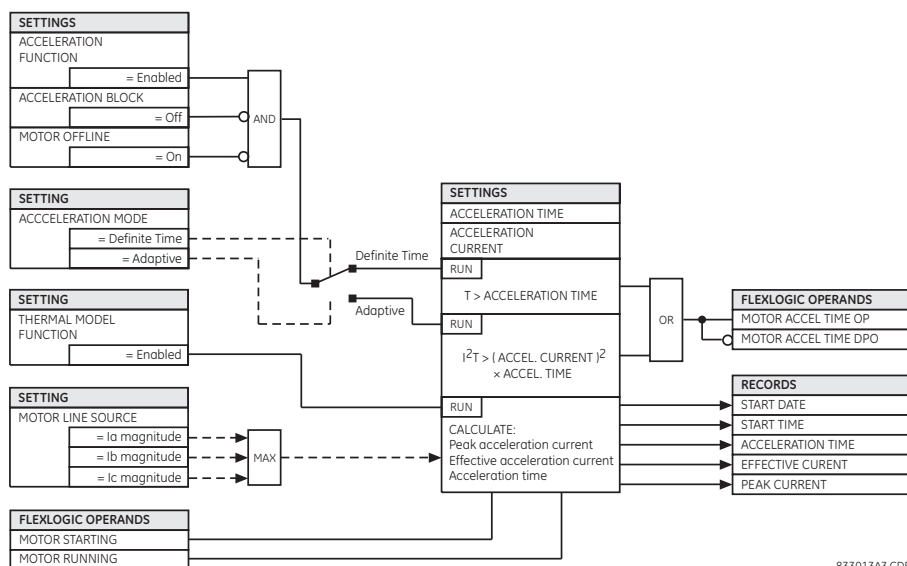 SETTINGS
ACCELERATION
FUNCTION
= Enabled
ACCELERATION BLOCK
= Off
MOTOR OFFLINE
= On
AND
SETTING
ACCCELERATION MODE
= Definite Time
= Adaptive
Definite Time
Adaptive
SETTING
THERMAL MODEL
FUNCTION
= Enabled
SETTING
MOTOR LINE SOURCE
= Ia magnitude
= Ib magnitude
= Ic magnitude
MAX
FLEXLOGIC OPERANDS
MOTOR STARTING
MOTOR RUNNING
SETTINGS
ACCELERATION TIME
ACCELERATION
CURRENT
RUN
T > ACCELERATION TIME
RUN
I²T > ( ACCEL. CURRENT )²
× ACCEL. TIME
RUN
CALCULATE:
Peak acceleration current
Effective acceleration current
Acceleration time
OR
FLEXLOGIC OPERANDS
MOTOR ACCEL TIME OP
MOTOR ACCEL TIME DPO
RECORDS
START DATE
START TIME
ACCELERATION TIME
EFFECTIVE CURENT
PEAK CURRENT